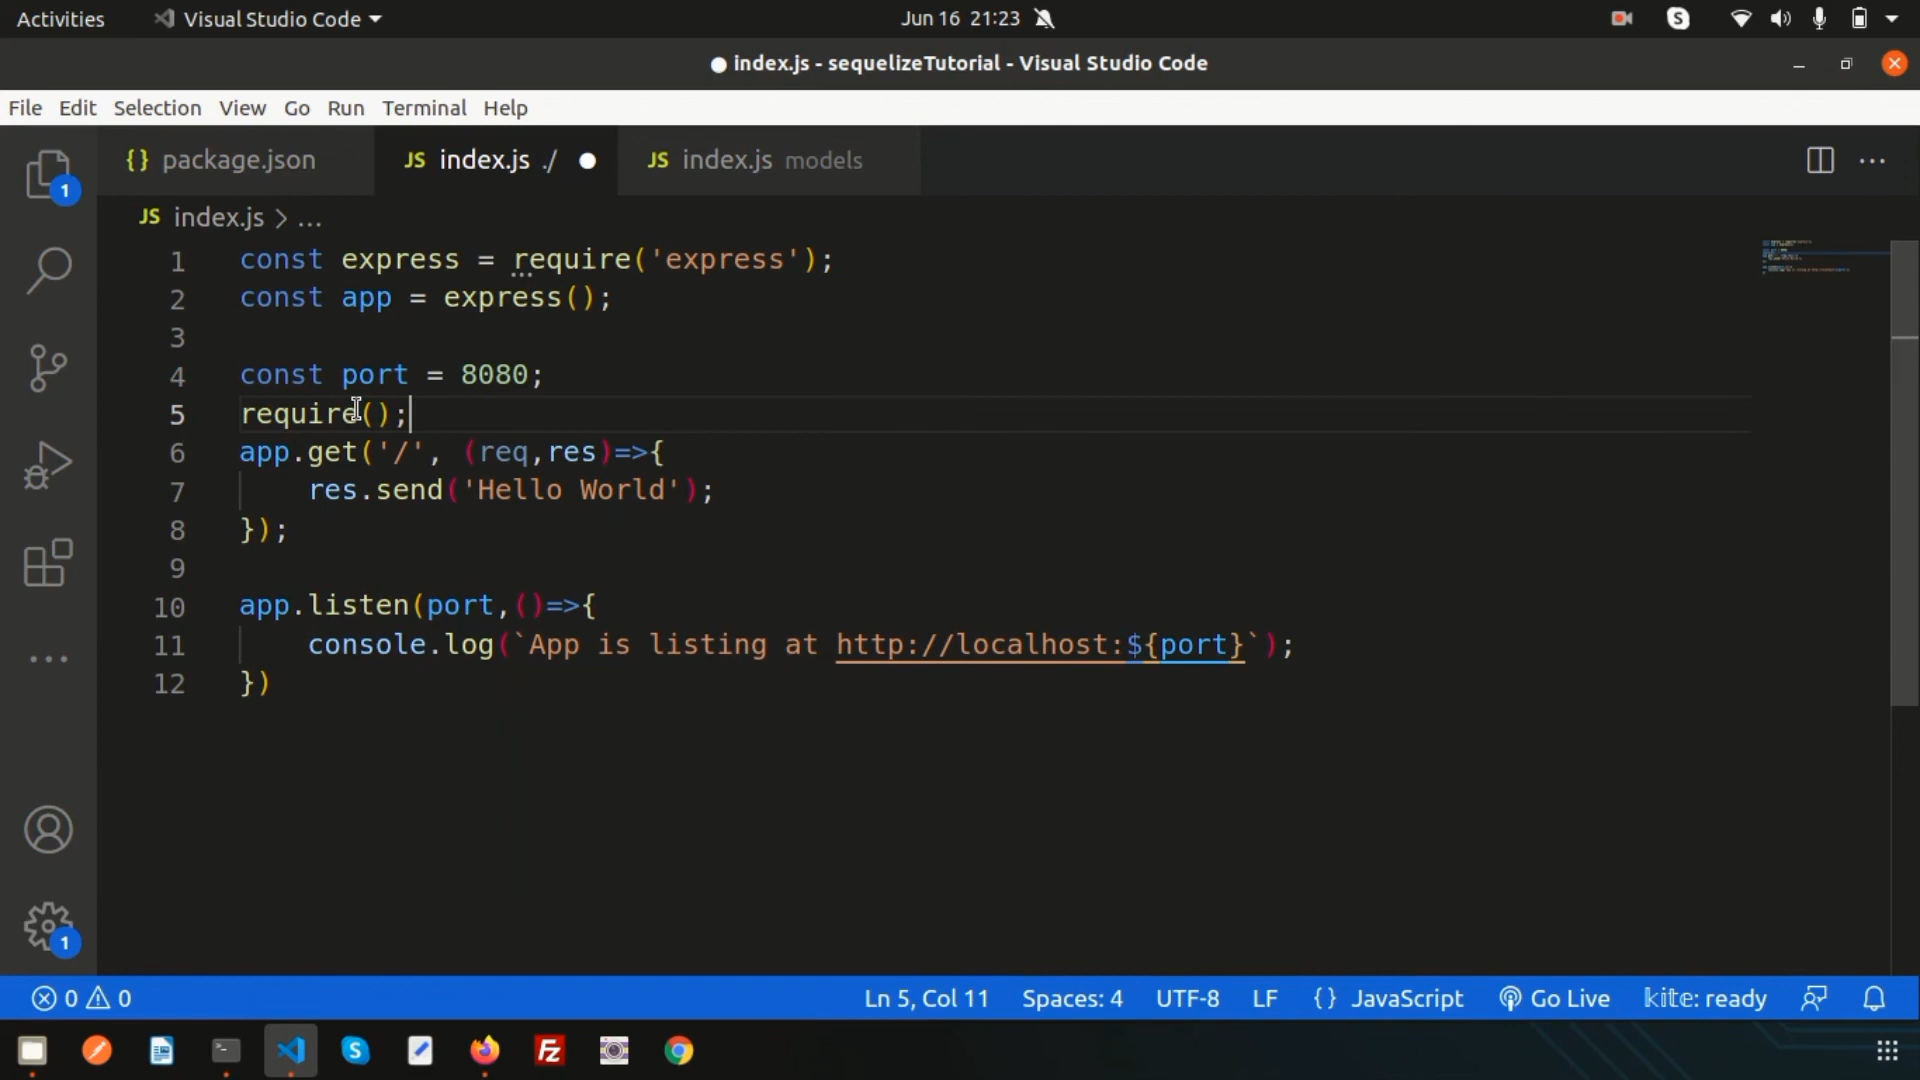 Activities Visual Studio Code Jun 16 21:23
index.js - sequelizeTutorial - Visual Studio Code
File Edit Selection View Go Run Terminal Help
{} package.json JS index.js ./ JS index.js models
JS index.js > ...
1 const express = require('express');
2 const app = express();
3
4 const port = 8080;
5 require();
6 app.get('/', (req,res)=>{
7 res.send('Hello World');
8 });
9
10 app.listen(port,()=>{
11 console.log(`App is listing at http://localhost:${port}`);
12 })
1
1
0 0 Ln 5, Col 11 Spaces: 4 UTF-8 LF {} JavaScript Go Live kite: ready